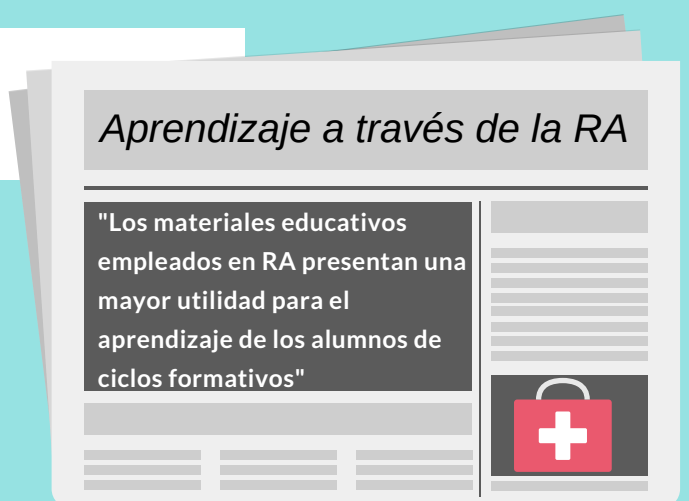 Aprendizaje a través de la RA
"Los materiales educativos
empleados en RA presentan una
mayor utilidad para el
aprendizaje de los alumnos de
ciclos formativos"